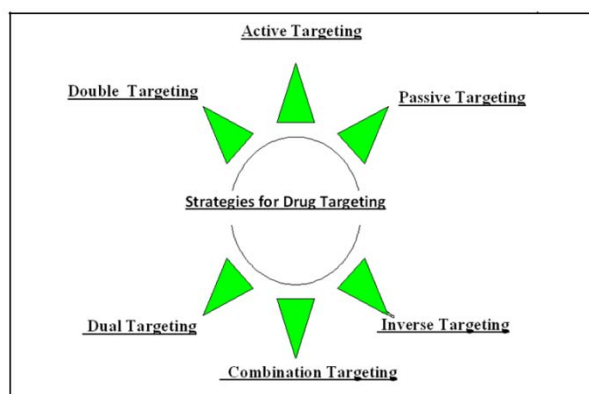 Active Targeting
Double Targeting
Passive Targeting
Strategies for Drug Targeting
Dual Targeting
Inverse Targeting
Combination Targeting